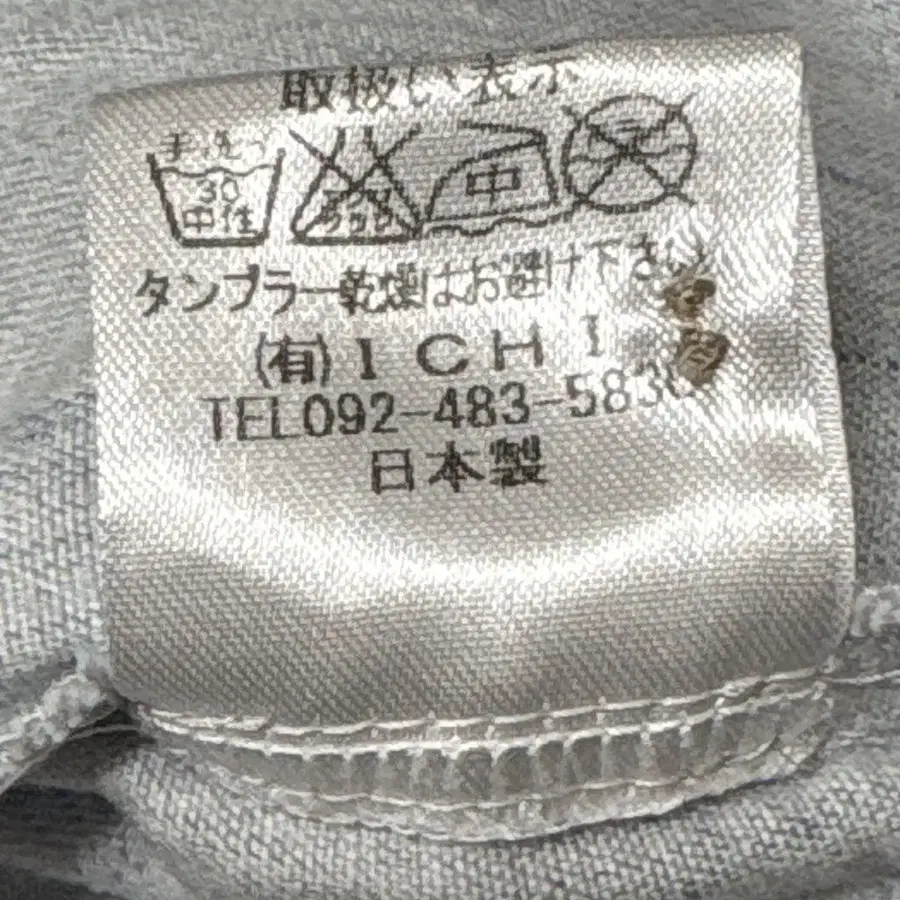 取扱い表示
手洗イ
30
中性
中
タンブラー乾燥はお避け下さい
(有)ICHI
TEL092-483-583
日本製